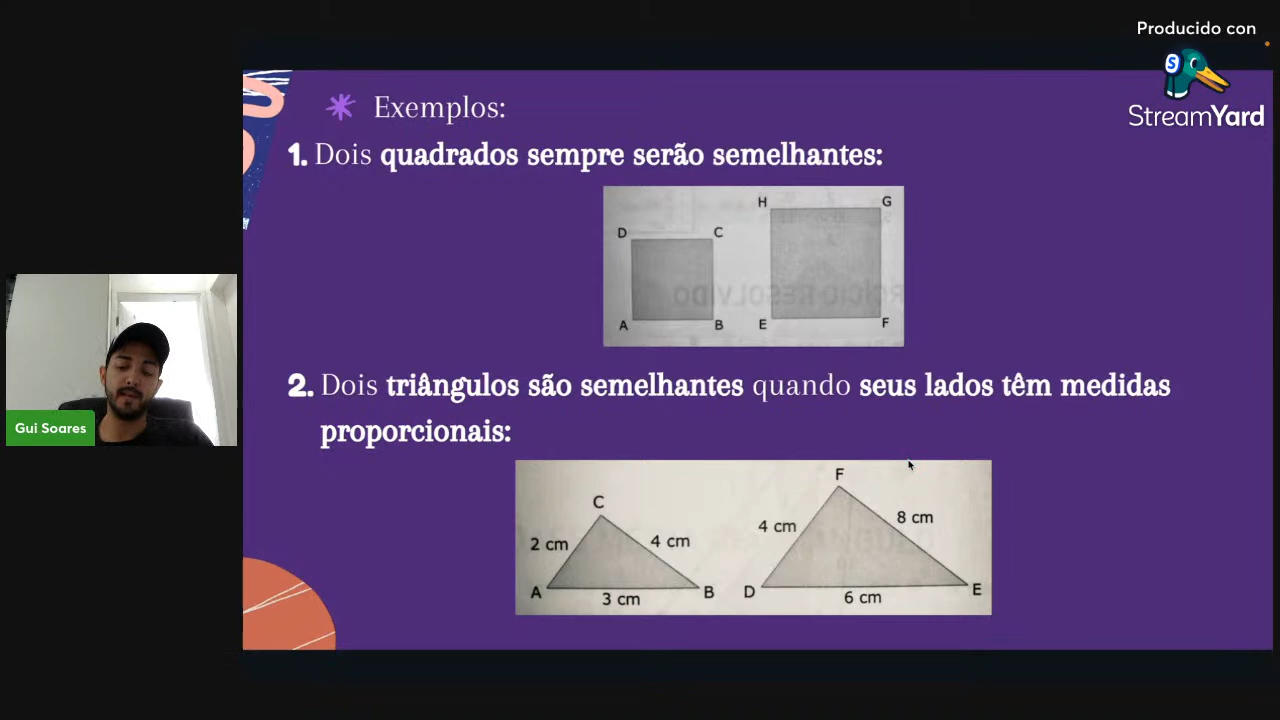 Producido con
StreamYard
Exemplos:
1. Dois quadrados sempre serão semelhantes:
H G
D C
A B E F
2. Dois triângulos são semelhantes quando seus lados têm medidas
proporcionais:
F
C
4 cm 8 cm
2 cm 4 cm
A B D E
3 cm 6 cm
Gui Soares